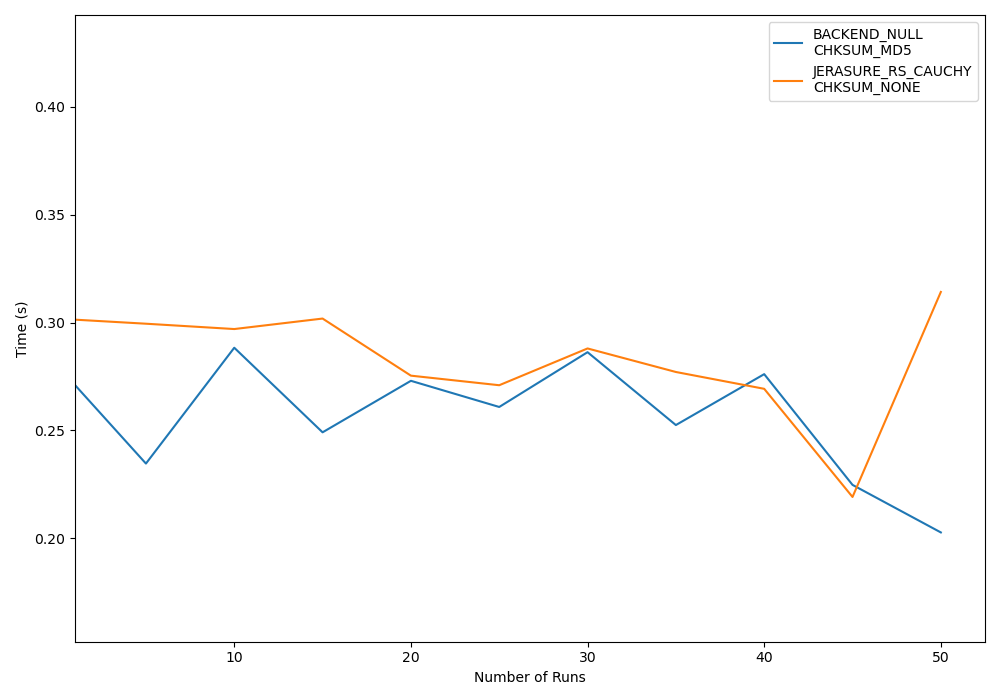 BACKEND_NULL
CHKSUM_MD5
JERASURE_RS_CAUCHY
CHKSUM_NONE
0.40
0.35
0.30
0.25
0.20
Time (s)
10 20 30 40 50
Number of Runs